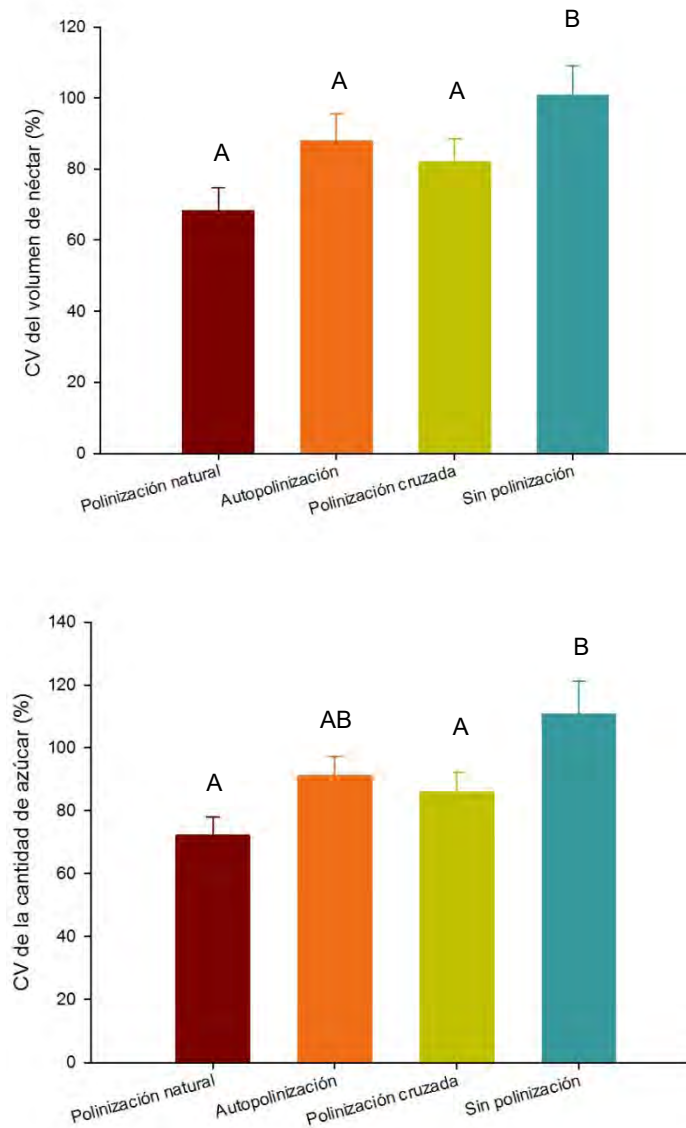 120
100
80
60
40
20
0
CV del volumen de néctar (%)
A
A
A
B
Polinización natural
Autopolinización
Polinización cruzada
Sin polinización
140
120
100
80
60
40
20
0
CV de la cantidad de azúcar (%)
A
AB
A
B
Polinización natural
Autopolinización
Polinización cruzada
Sin polinización